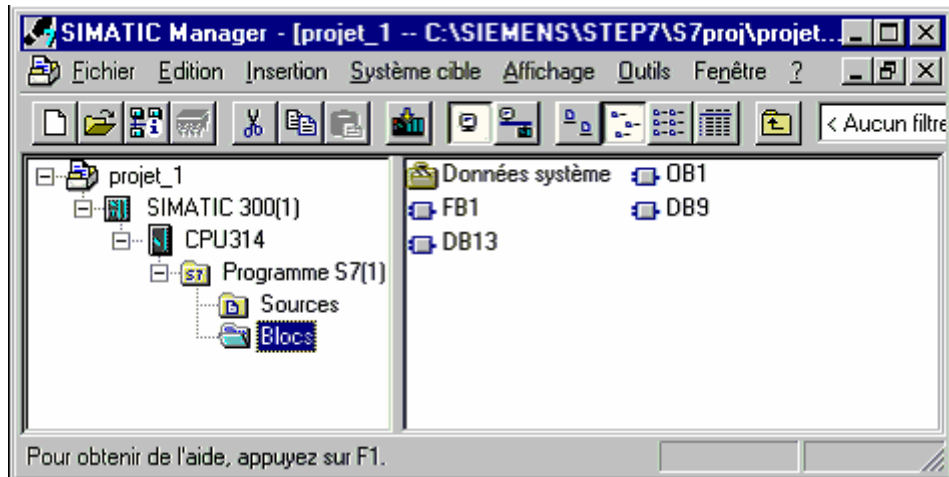 SIMATIC Manager - [projet_1 -- C:\SIEMENS\STEP7\S7proj\projet...
Fichier Edition Insertion Système cible Affichage Outils Fenêtre ?
< Aucun filtre
projet_1
SIMATIC 300(1)
CPU314
Programme S7(1)
Sources
Blocs
Données système OB1
FB1 DB9
DB13
Pour obtenir de l'aide, appuyez sur F1.